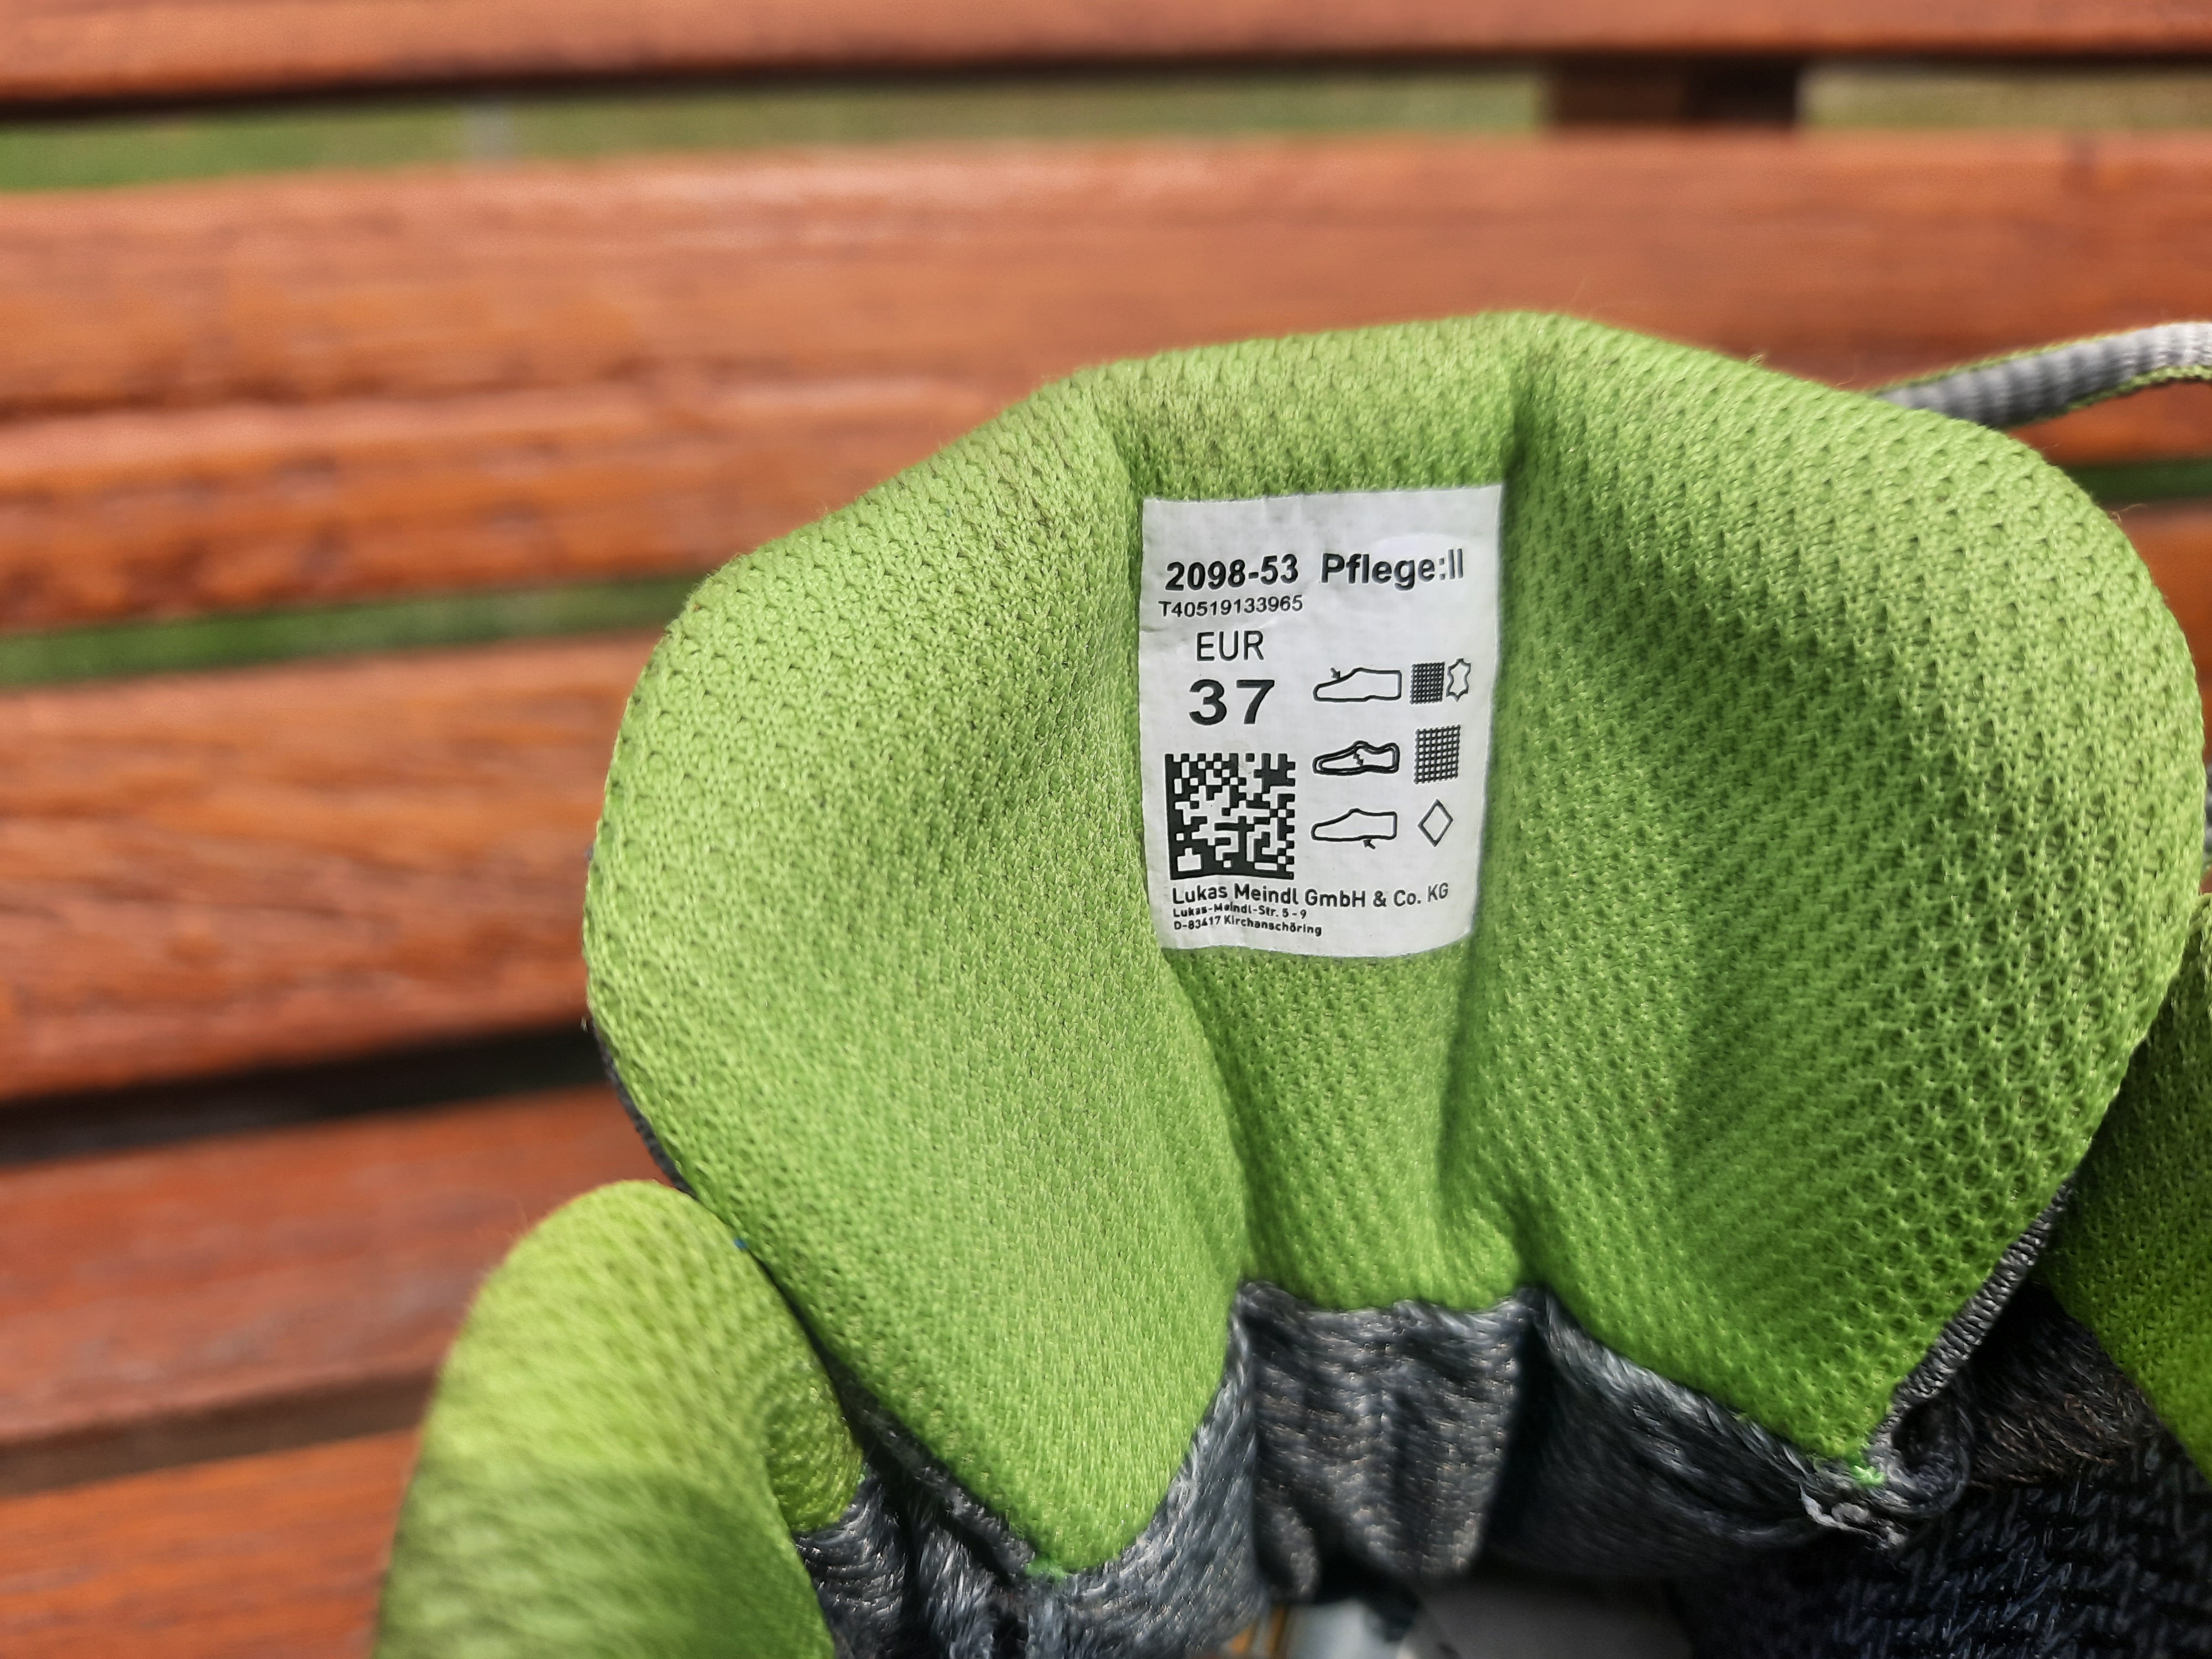 2098-53 Pflege:II
T40519133965
EUR
37
Lukas Meindl GmbH & Co. KG
Lukas-Meindl-Str. 5-9
D-83417 Kirchanschöring